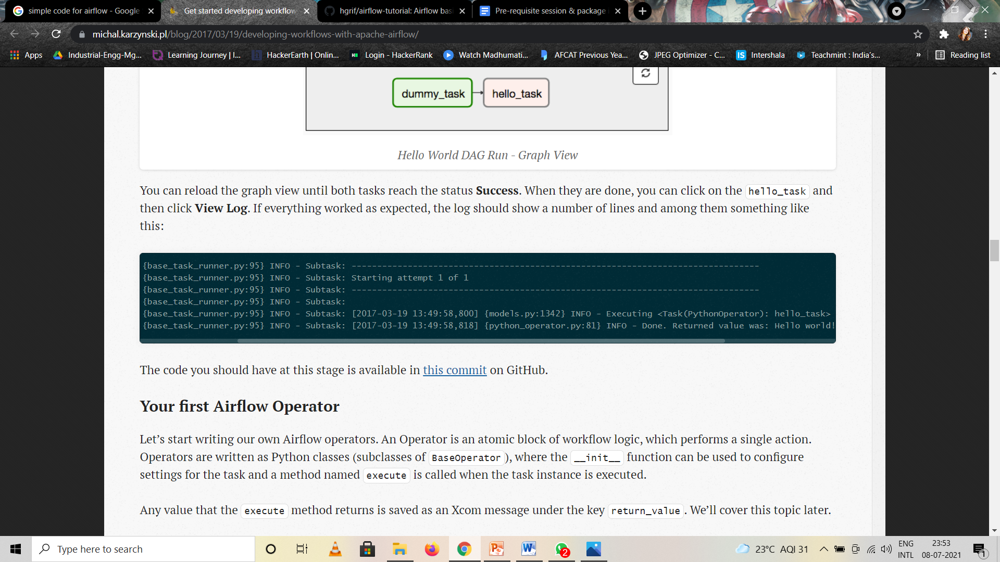 simple code for airflow - Google
Get started developing workflow
hgrif/airflow-tutorial: Airflow basi
Pre-requisite session & package i
michal.karzynski.pl/blog/2017/03/19/developing-workflows-with-apache-airflow/
Apps
Industrial-Engg-Mg...
Learning Journey | I...
HackerEarth | Onlin...
Login - HackerRank
Watch Madhumati...
AFCAT Previous Yea...
JPEG Optimizer - C...
Intershala
Teachmint : India's...
»
Reading list
dummy_task
hello_task
Hello World DAG Run - Graph View
You can reload the graph view until both tasks reach the status Success. When they are done, you can click on the hello_task and
then click View Log. If everything worked as expected, the log should show a number of lines and among them something like
this:
{base_task_runner.py:95} INFO - Subtask: --------------------------------------------------------------------------------
{base_task_runner.py:95} INFO - Subtask: Starting attempt 1 of 1
{base_task_runner.py:95} INFO - Subtask: --------------------------------------------------------------------------------
{base_task_runner.py:95} INFO - Subtask:
{base_task_runner.py:95} INFO - Subtask: [2017-03-19 13:49:58,800] {models.py:1342} INFO - Executing <Task(PythonOperator): hello_task>
{base_task_runner.py:95} INFO - Subtask: [2017-03-19 13:49:58,818] {python_operator.py:81} INFO - Done. Returned value was: Hello world!
The code you should have at this stage is available in this commit on GitHub.
Your first Airflow Operator
Let’s start writing our own Airflow operators. An Operator is an atomic block of workflow logic, which performs a single action.
Operators are written as Python classes (subclasses of BaseOperator), where the __init__ function can be used to configure
settings for the task and a method named execute is called when the task instance is executed.
Any value that the execute method returns is saved as an Xcom message under the key return_value. We’ll cover this topic later.
Type here to search
2
23°C AQI 31
ENG
INTL
23:53
08-07-2021
1